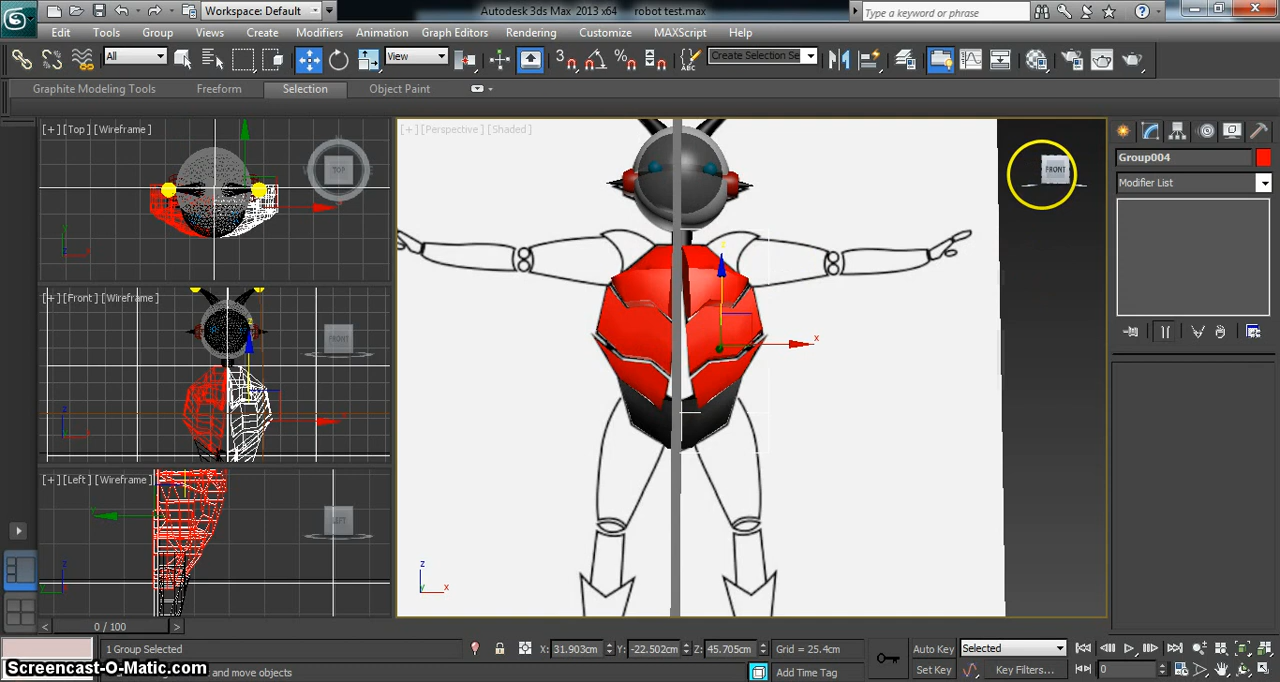 Workspace: Default
Autodesk 3ds Max 2013 x64 robot test.max
Type a keyword or phrase
Edit Tools Group Views Create Modifiers Animation Graph Editors Rendering Customize MAXScript Help
All
View
3
Create Selection Se
Graphite Modeling Tools Freeform Selection Object Paint
[+] [Top] [Wireframe]
TOP
[+] [Perspective] [Shaded]
FRONT
Group004
Modifier List
[+] [Front] [Wireframe]
FRONT
[+] [Left] [Wireframe]
LEFT
x
z
x
0 / 100
1 Group Selected
X: 31.903cm Y: -22.502cm Z: 45.705cm Grid = 25.4cm
Auto Key Selected
and move objects
Add Time Tag
Set Key Key Filters...
0
Screencast-O-Matic.com